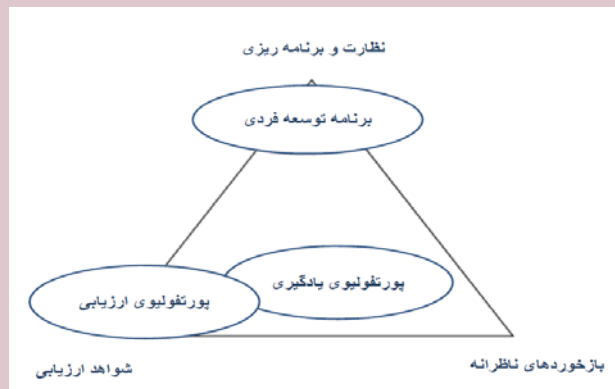 نظارت و برنامه ریزی
برنامه توسعه فردی
پورتفولیوی یادگیری
پورتفولیوی ارزیابی
بازخوردهای ناظرانه
شواهد ارزیابی